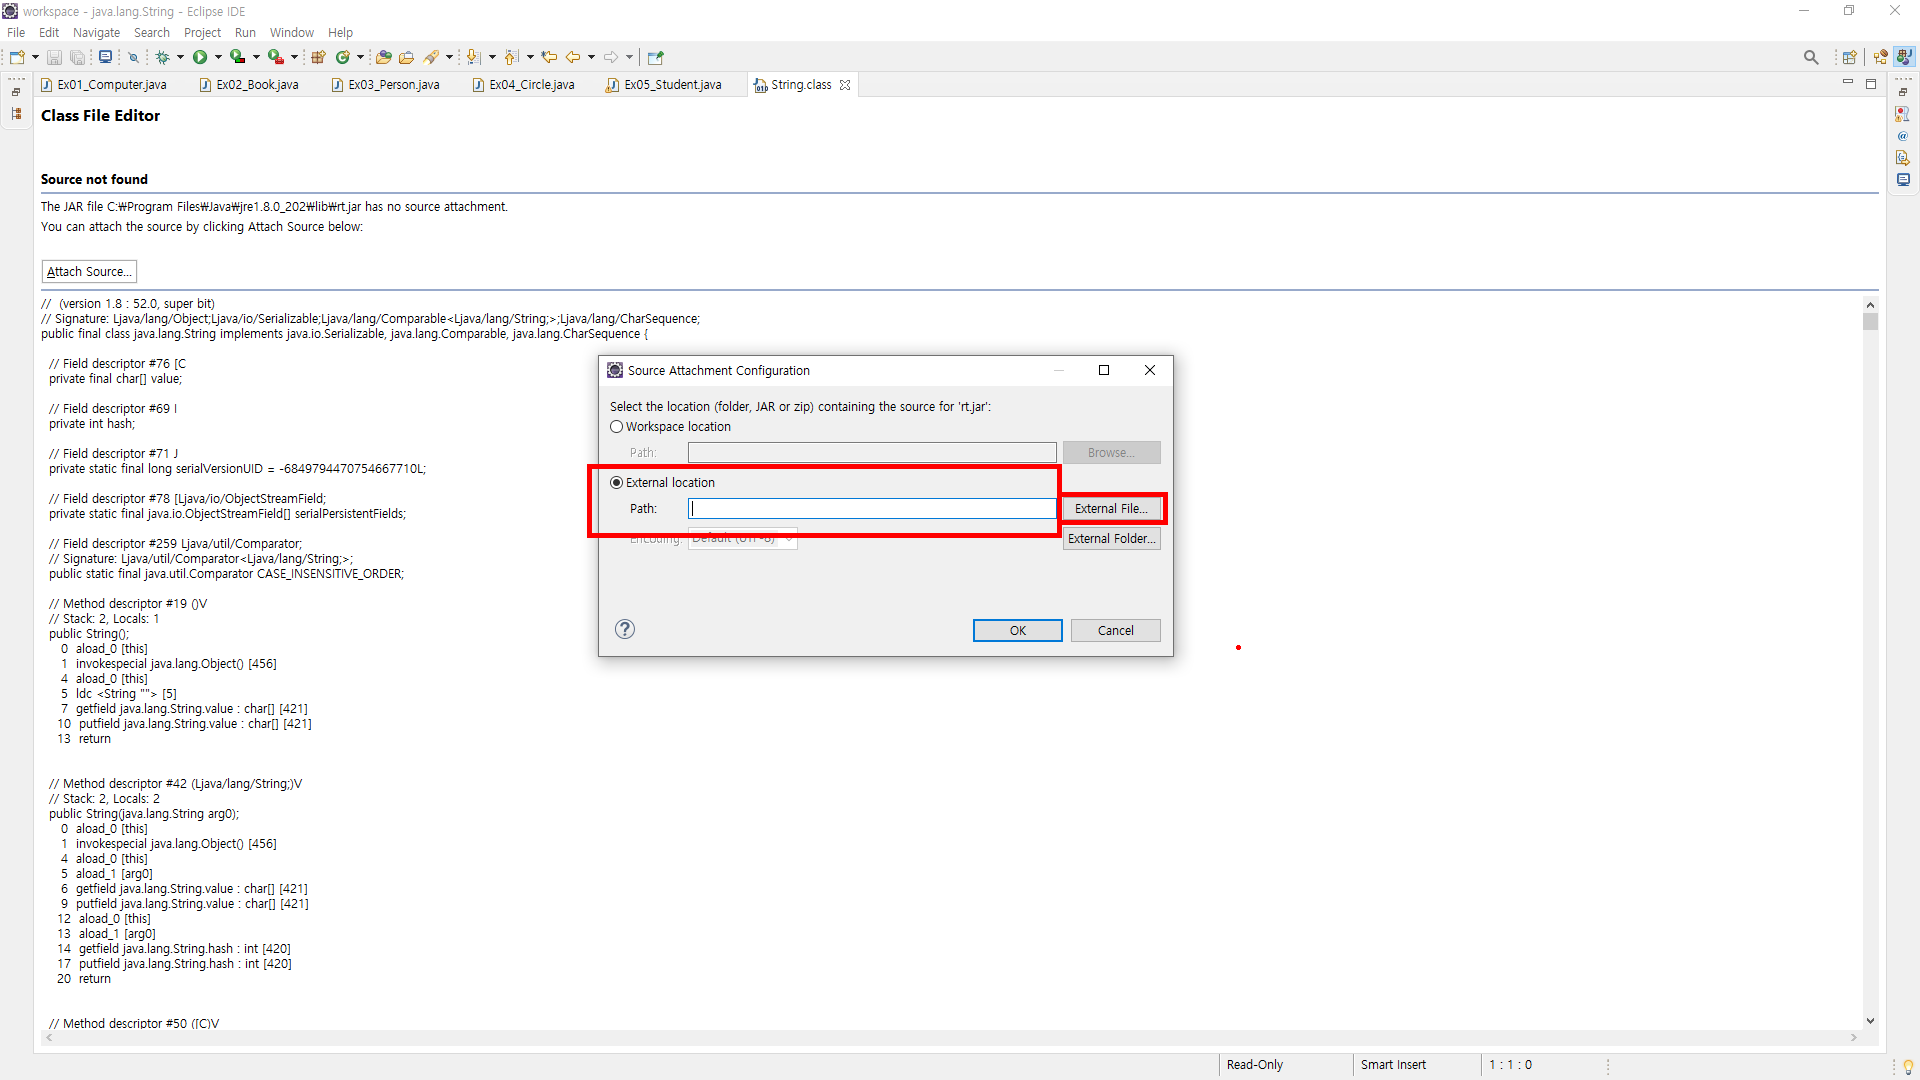 workspace - java.lang.String - Eclipse IDE
File Edit Navigate Search Project Run Window Help
Ex01_Computer.java Ex02_Book.java Ex03_Person.java Ex04_Circle.java Ex05_Student.java String.class
Class File Editor
Source not found
The JAR file C:₩Program Files₩Java₩jre1.8.0_202₩lib₩rt.jar has no source attachment.
You can attach the source by clicking Attach Source below:
Attach Source...
// (version 1.8 : 52.0, super bit)
// Signature: Ljava/lang/Object;Ljava/io/Serializable;Ljava/lang/Comparable<Ljava/lang/String;>;Ljava/lang/CharSequence;
public final class java.lang.String implements java.io.Serializable, java.lang.Comparable, java.lang.CharSequence {
// Field descriptor #76 [C
private final char[] value;
// Field descriptor #69 I
private int hash;
// Field descriptor #71 J
private static final long serialVersionUID = -6849794470754667710L;
// Field descriptor #78 [Ljava/io/ObjectStreamField;
private static final java.io.ObjectStreamField[] serialPersistentFields;
// Field descriptor #259 Ljava/util/Comparator;
// Signature: Ljava/util/Comparator<Ljava/lang/String;>;
public static final java.util.Comparator CASE_INSENSITIVE_ORDER;
// Method descriptor #19 ()V
// Stack: 2, Locals: 1
public String();
0 aload_0 [this]
1 invokespecial java.lang.Object() [456]
4 aload_0 [this]
5 ldc <String ""> [5]
7 getfield java.lang.String.value : char[] [421]
10 putfield java.lang.String.value : char[] [421]
13 return
// Method descriptor #42 (Ljava/lang/String;)V
// Stack: 2, Locals: 2
public String(java.lang.String arg0);
0 aload_0 [this]
1 invokespecial java.lang.Object() [456]
4 aload_0 [this]
5 aload_1 [arg0]
6 getfield java.lang.String.value : char[] [421]
9 putfield java.lang.String.value : char[] [421]
12 aload_0 [this]
13 aload_1 [arg0]
14 getfield java.lang.String.hash : int [420]
17 putfield java.lang.String.hash : int [420]
20 return
// Method descriptor #50 ([C)V
Source Attachment Configuration
Select the location (folder, JAR or zip) containing the source for 'rt.jar':
Workspace location
Path: Browse...
External location
Path: External File...
Encoding: Default (UTF-8) External Folder...
OK Cancel
Read-Only Smart Insert 1 : 1 : 0